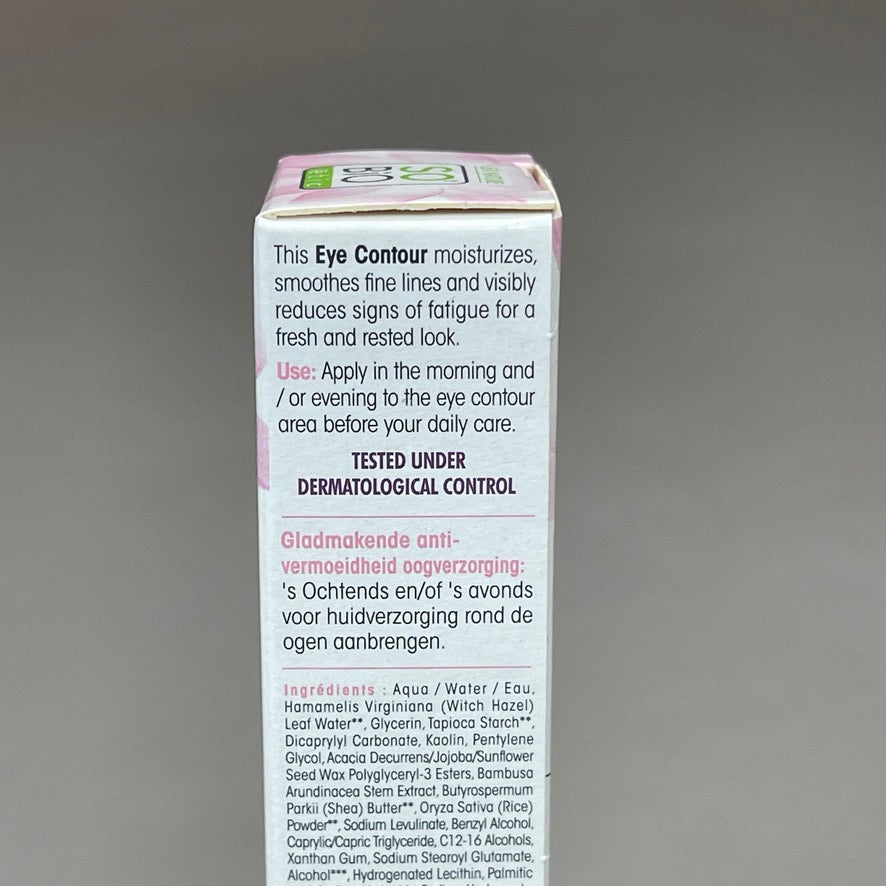 SO'
BiO
étic
This Eye Contour moisturizes,
smoothes fine lines and visibly
reduces signs of fatigue for a
fresh and rested look.
Use: Apply in the morning and
/ or evening to the eye contour
area before your daily care.
TESTED UNDER
DERMATOLOGICAL CONTROL
Gladmakende anti-
vermoeidheid oogverzorging:
's Ochtends en/of 's avonds
voor huidverzorging rond de
ogen aanbrengen.
Ingrédients : Aqua / Water / Eau,
Hamamelis Virginiana (Witch Hazel)
Leaf Water**, Glycerin, Tapioca Starch**,
Dicaprylyl Carbonate, Kaolin, Pentylene
Glycol, Acacia Decurrens/Jojoba/Sunflower
Seed Wax Polyglyceryl-3 Esters, Bambusa
Arundinacea Stem Extract, Butyrospermum
Parkii (Shea) Butter**, Oryza Sativa (Rice)
Powder**, Sodium Levulinate, Benzyl Alcohol,
Caprylic/Capric Triglyceride, C12-16 Alcohols,
Xanthan Gum, Sodium Stearoyl Glutamate,
Alcohol***, Hydrogenated Lecithin, Palmitic